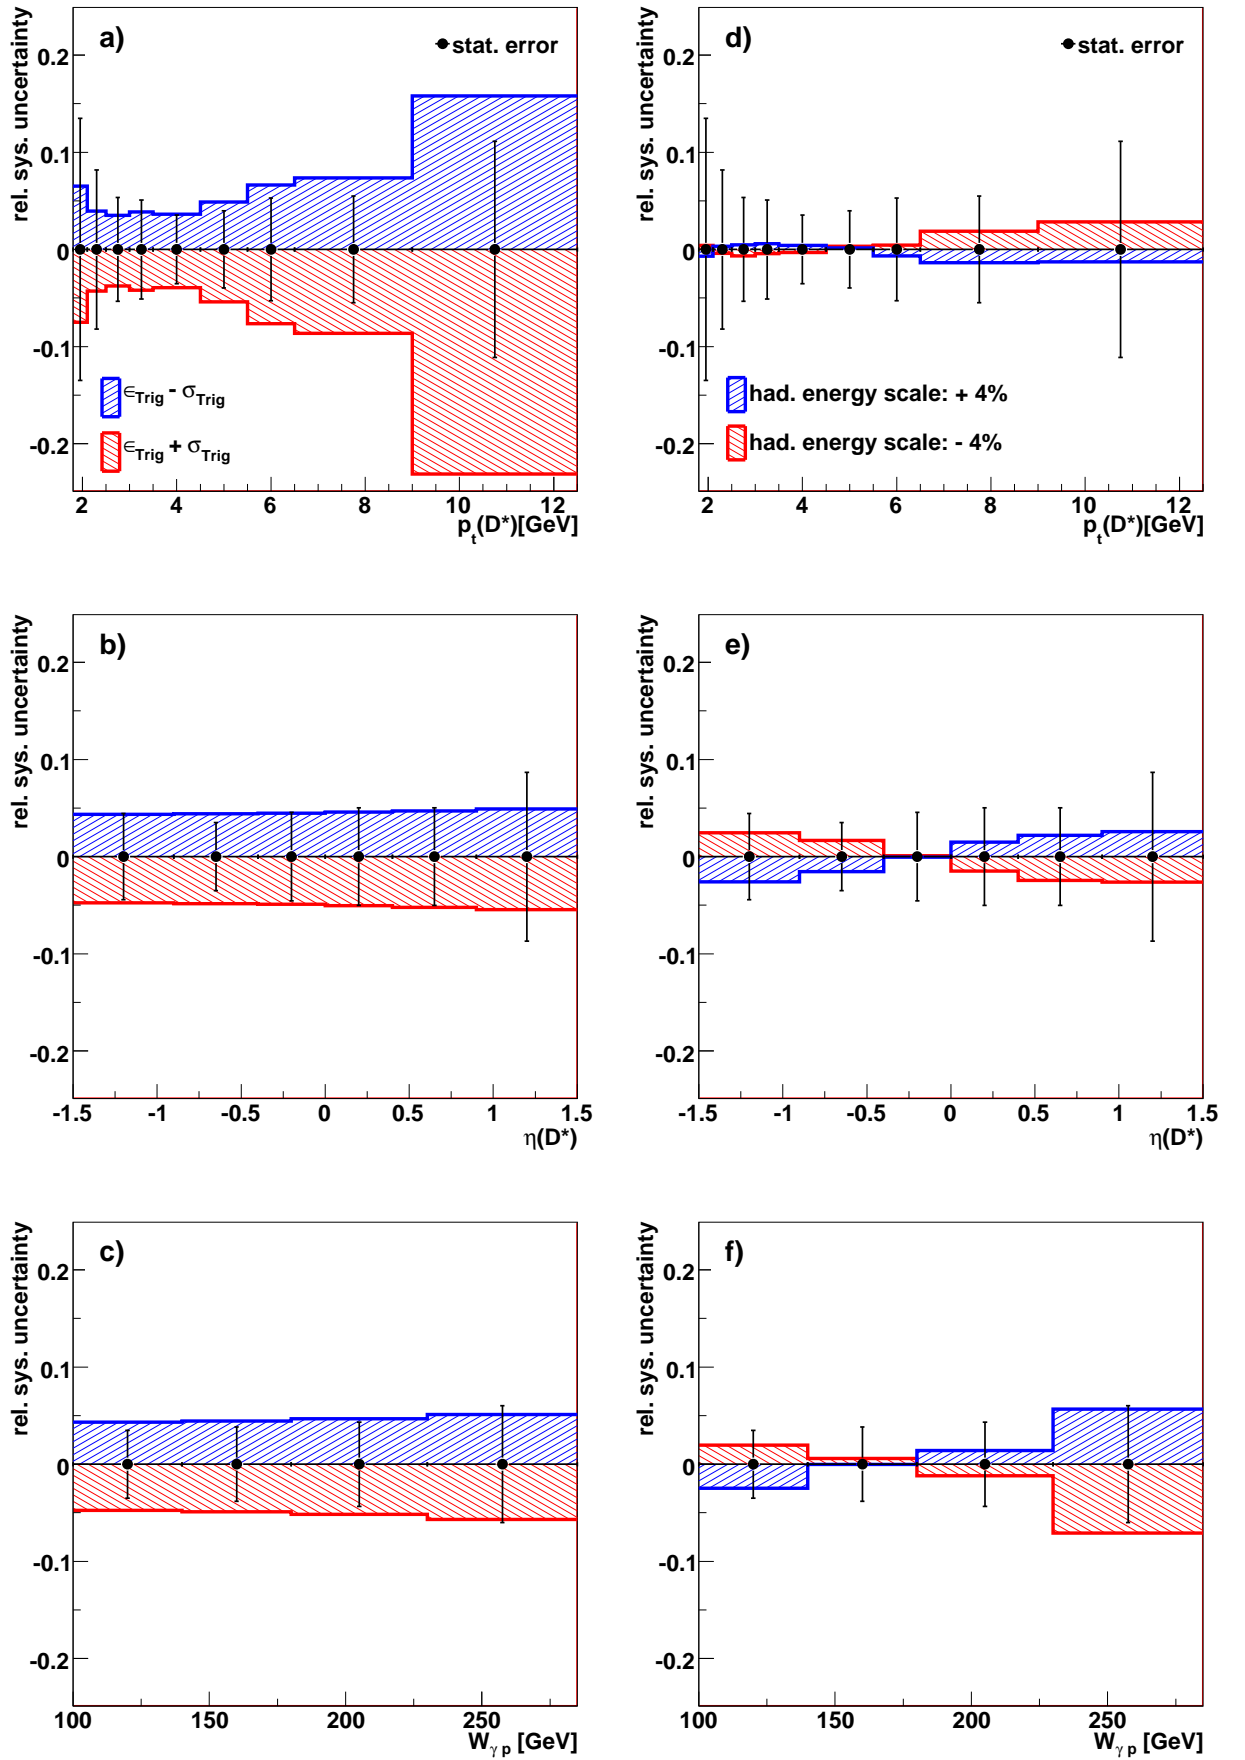 a)
stat. error
rel. sys. uncertainty
0.2
0.1
0
-0.1
-0.2
ϵTrig - σTrig
ϵTrig + σTrig
2 4 6 8 10 12
pt(D*)[GeV]
d)
stat. error
rel. sys. uncertainty
0.2
0.1
0
-0.1
-0.2
had. energy scale: + 4%
had. energy scale: - 4%
2 4 6 8 10 12
pt(D*)[GeV]
b)
rel. sys. uncertainty
0.2
0.1
0
-0.1
-0.2
-1.5 -1 -0.5 0 0.5 1 1.5
η(D*)
e)
rel. sys. uncertainty
0.2
0.1
0
-0.1
-0.2
-1.5 -1 -0.5 0 0.5 1 1.5
η(D*)
c)
rel. sys. uncertainty
0.2
0.1
0
-0.1
-0.2
100 150 200 250
Wγ p [GeV]
f)
rel. sys. uncertainty
0.2
0.1
0
-0.1
-0.2
100 150 200 250
Wγ p [GeV]